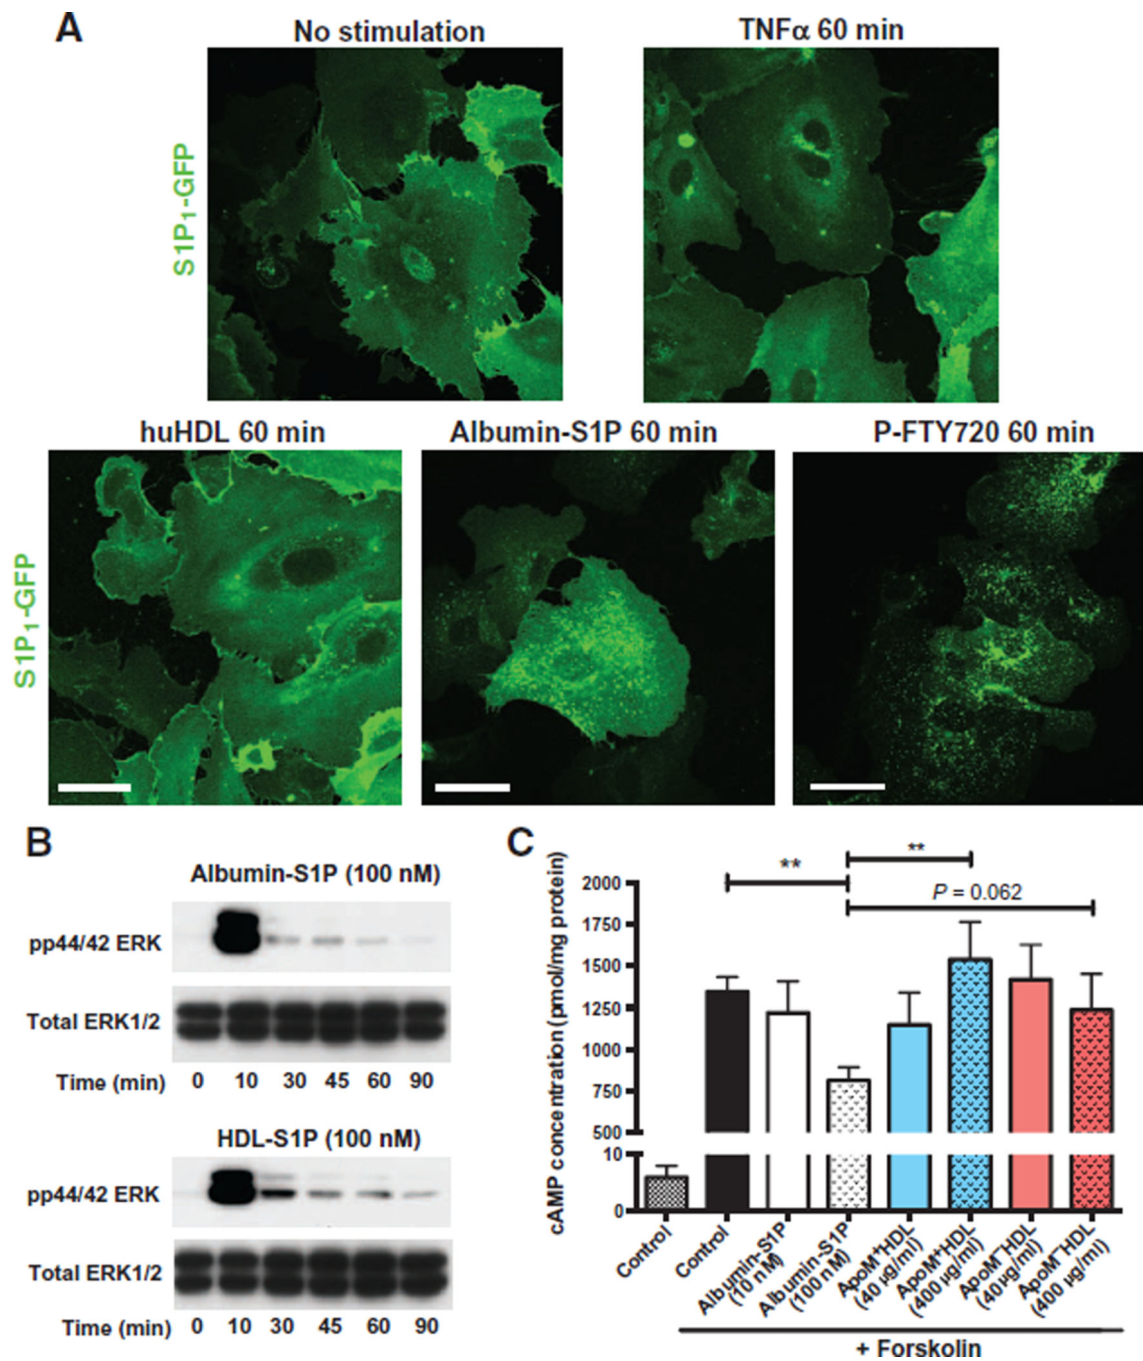 A
No stimulation
TNFα 60 min
S1P₁-GFP
huHDL 60 min
Albumin-S1P 60 min
P-FTY720 60 min
S1P₁-GFP
B
Albumin-S1P (100 nM)
pp44/42 ERK
Total ERK1/2
Time (min) 0 10 30 45 60 90
HDL-S1P (100 nM)
pp44/42 ERK
Total ERK1/2
Time (min) 0 10 30 45 60 90
C
cAMP concentration (pmol/mg protein)
**
**
P = 0.062
2000
1750
1500
1250
1000
750
500
10
0
Control
Control
Albumin-S1P
(10 nM)
Albumin-S1P
(100 nM)
ApoM⁺HDL
(40 µg/ml)
ApoM⁺HDL
(400 µg/ml)
ApoM⁻HDL
(40µg/ml)
ApoM⁻HDL
(400 µg/ml)
+ Forskolin